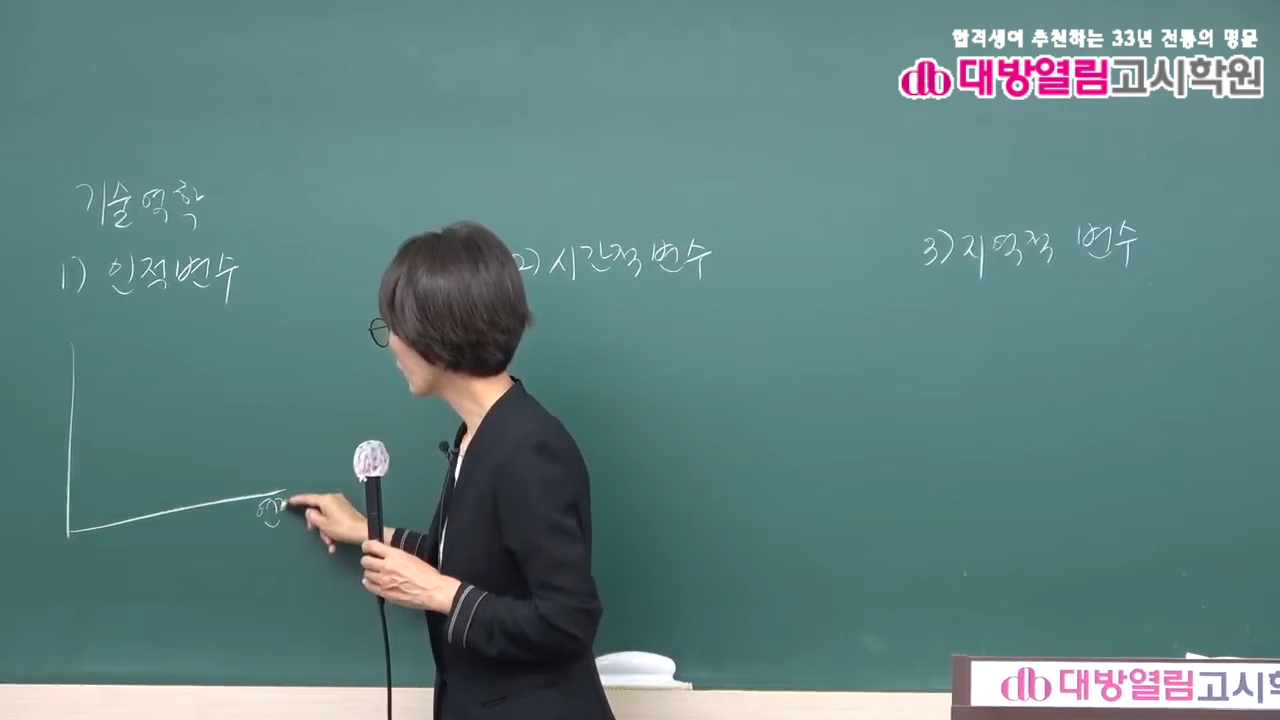 합격생이 추천하는 33년 전통의 명문
대방열림고시학원
기술역학
1) 인적변수
2) 시간적 변수
3) 지역적 변수
대방열림고시학